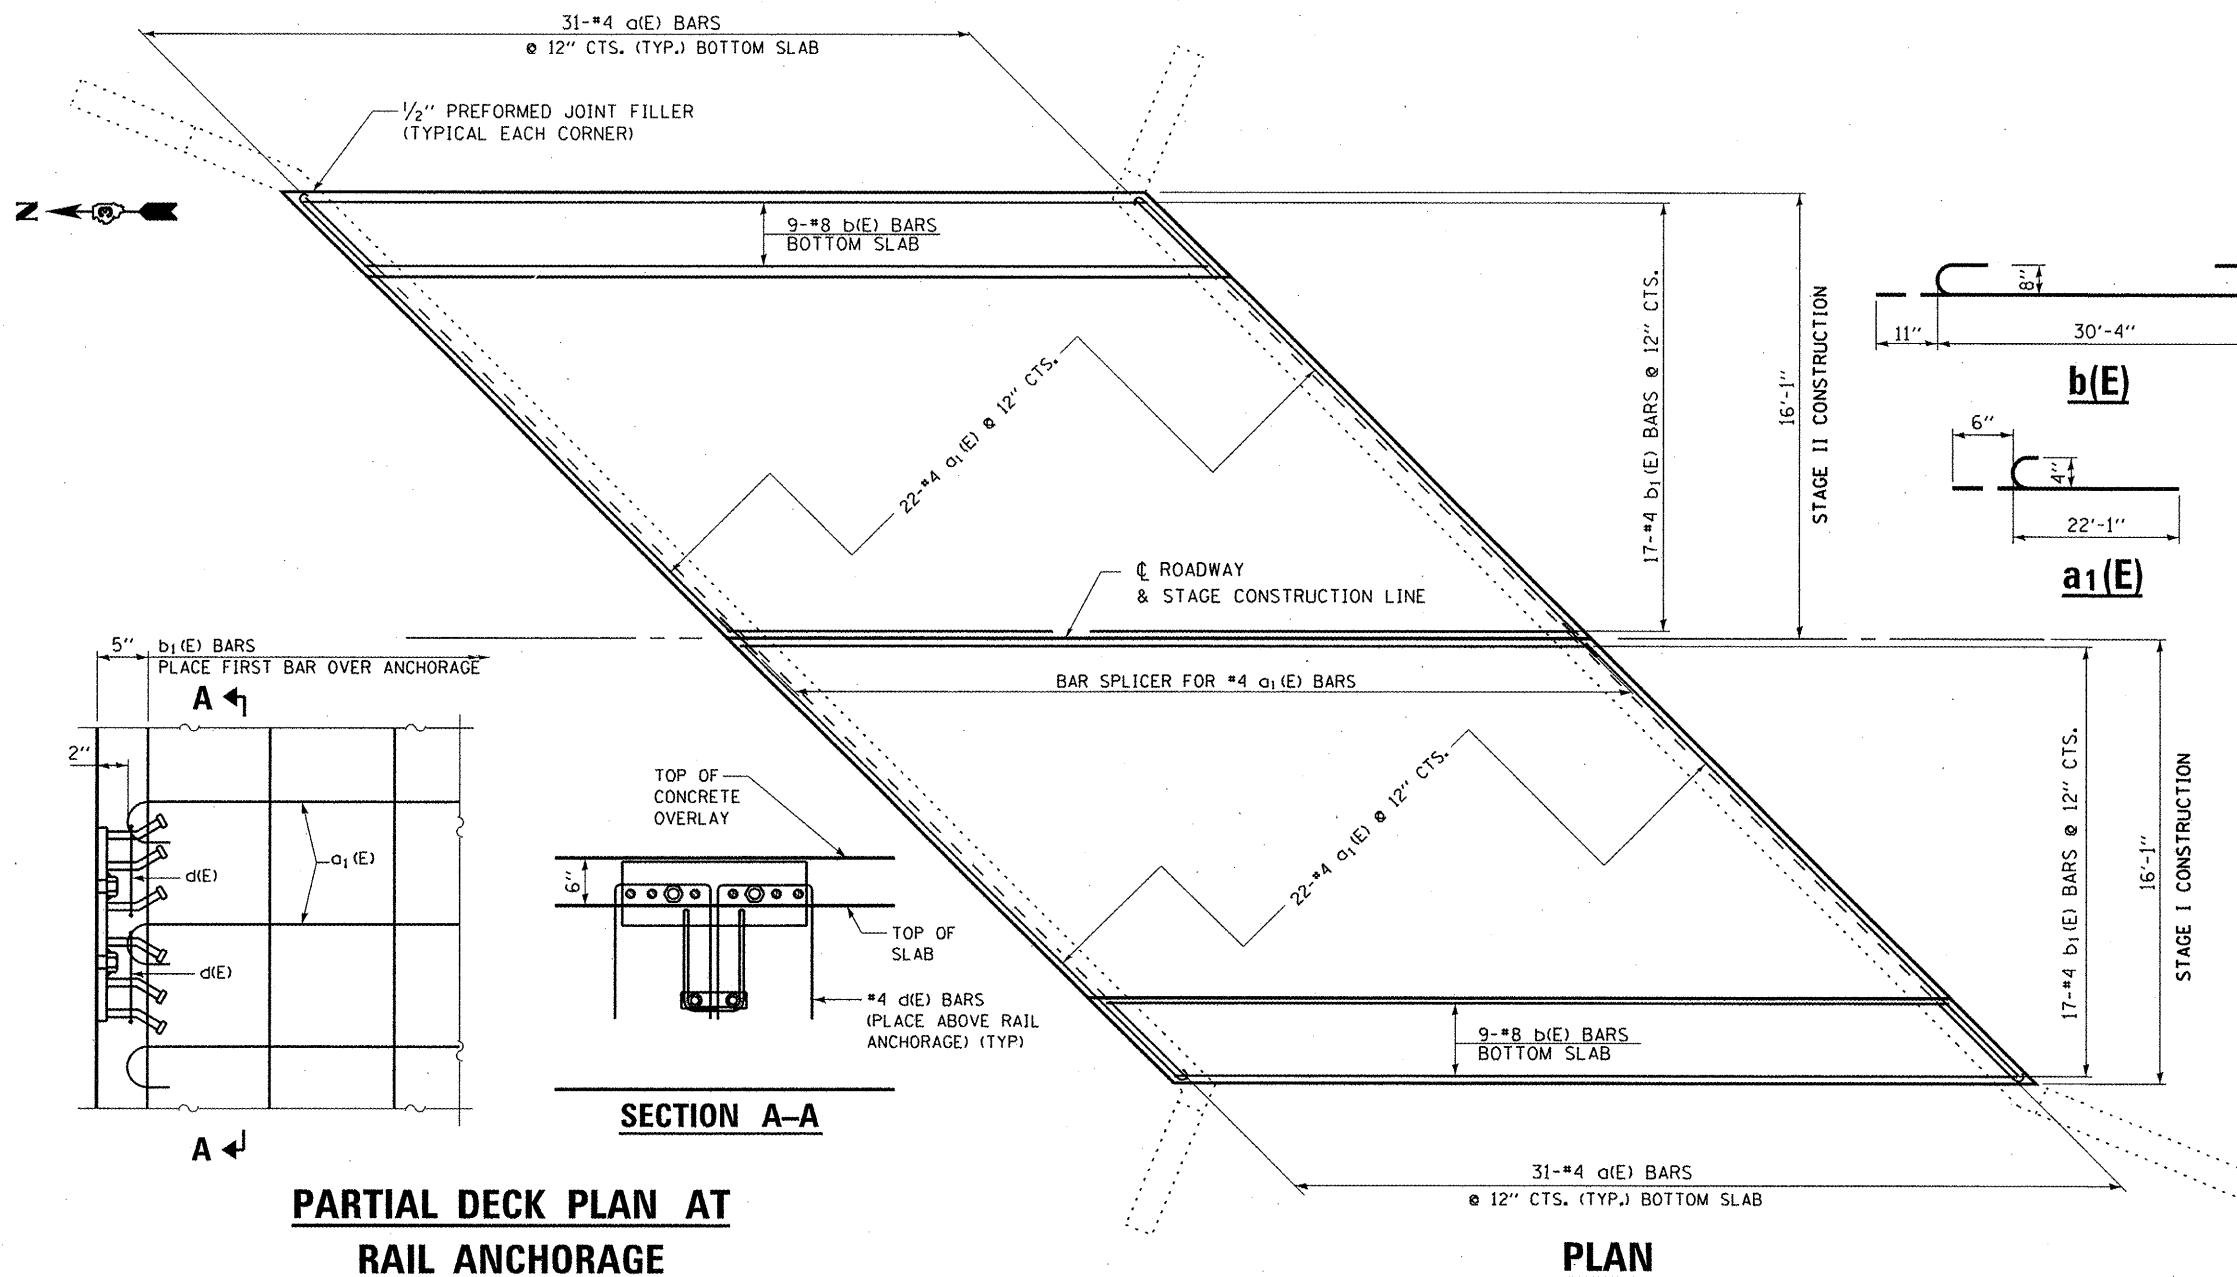 31-#4 a(E) BARS
@ 12" CTS. (TYP.) BOTTOM SLAB
1/2" PREFORMED JOINT FILLER
(TYPICAL EACH CORNER)
N
3
9-#8 b(E) BARS
BOTTOM SLAB
22-#4 a1(E) @ 12" CTS.
17-#4 b1(E) BARS @ 12" CTS.
16'-1"
STAGE II CONSTRUCTION
8"
11"
30'-4"
b(E)
6"
4"
22'-1"
a1(E)
℄ ROADWAY
& STAGE CONSTRUCTION LINE
BAR SPLICER FOR #4 a1(E) BARS
22-#4 a1(E) @ 12" CTS.
17-#4 b1(E) BARS @ 12" CTS.
16'-1"
STAGE I CONSTRUCTION
9-#8 b(E) BARS
BOTTOM SLAB
31-#4 a(E) BARS
@ 12" CTS. (TYP.) BOTTOM SLAB
PLAN
5"
b1(E) BARS
PLACE FIRST BAR OVER ANCHORAGE
A
2"
a1(E)
d(E)
d(E)
A
PARTIAL DECK PLAN AT
RAIL ANCHORAGE
TOP OF
CONCRETE
OVERLAY
6"
TOP OF
SLAB
#4 d(E) BARS
(PLACE ABOVE RAIL
ANCHORAGE) (TYP)
SECTION A–A